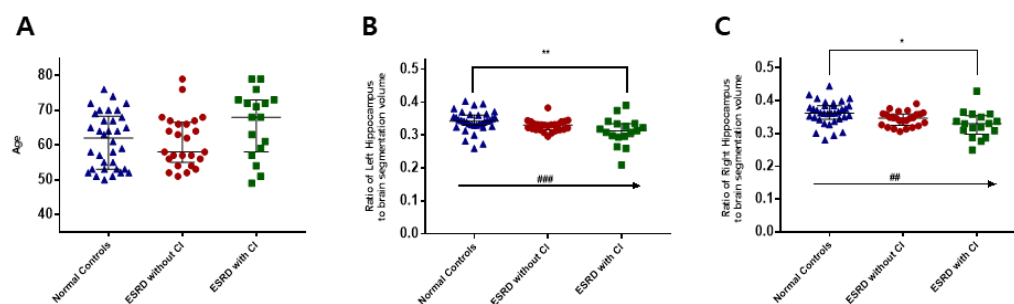 A
Age
80
60
40
Normal Controls
ESRD without CI
ESRD with CI
B
Ratio of Left Hippocampus
to brain segmentation volume
0.5
0.4
0.3
0.2
0.1
0.0
**
###
Normal Controls
ESRD without CI
ESRD with CI
C
Ratio of Right Hippocampus
to brain segmentation volume
0.5
0.4
0.3
0.2
0.1
0.0
*
##
Normal Controls
ESRD without CI
ESRD with CI